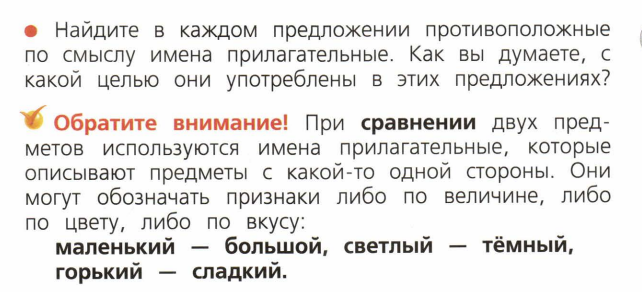 ● Найдите в каждом предложении противоположные
по смыслу имена прилагательные. Как вы думаете, с
какой целью они употреблены в этих предложениях?
Обратите внимание! При сравнении двух пред-
метов используются имена прилагательные, которые
описывают предметы с какой-то одной стороны. Они
могут обозначать признаки либо по величине, либо
по цвету, либо по вкусу:
маленький — большой, светлый — тёмный,
горький — сладкий.